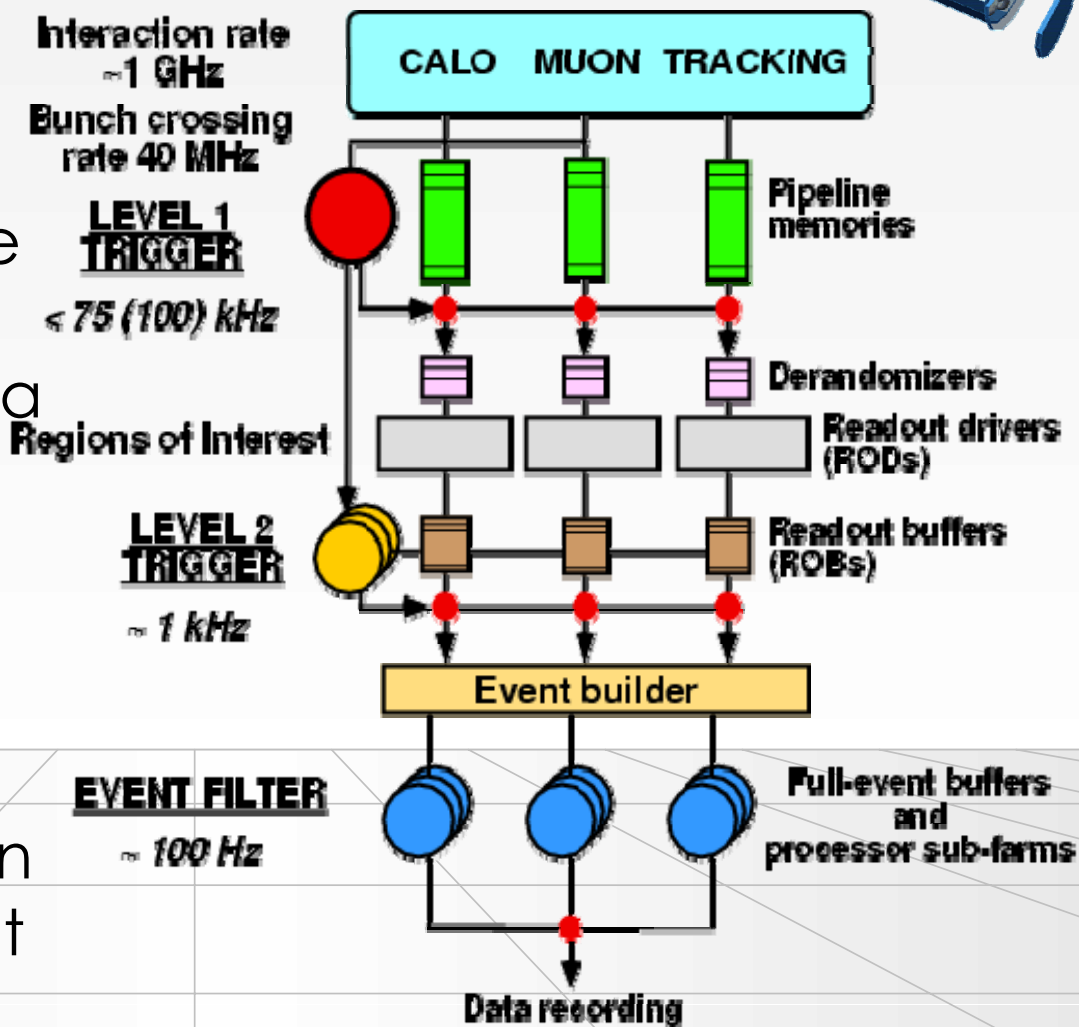 Interaction rate
~1 GHz
CALO MUON TRACKING
Bunch crossing
rate 40 MHz
Pipeline
memories
LEVEL 1
TRIGGER
e
< 75 (100) kHz
Derandomizers
a
Regions of Interest
Readout drivers
(RODs)
LEVEL 2
TRIGGER
Readout buffers
(ROBs)
~ 1 kHz
Event builder
EVENT FILTER
Full-event buffers
and
processor sub-farms
~ 100 Hz
n
t
Data recording